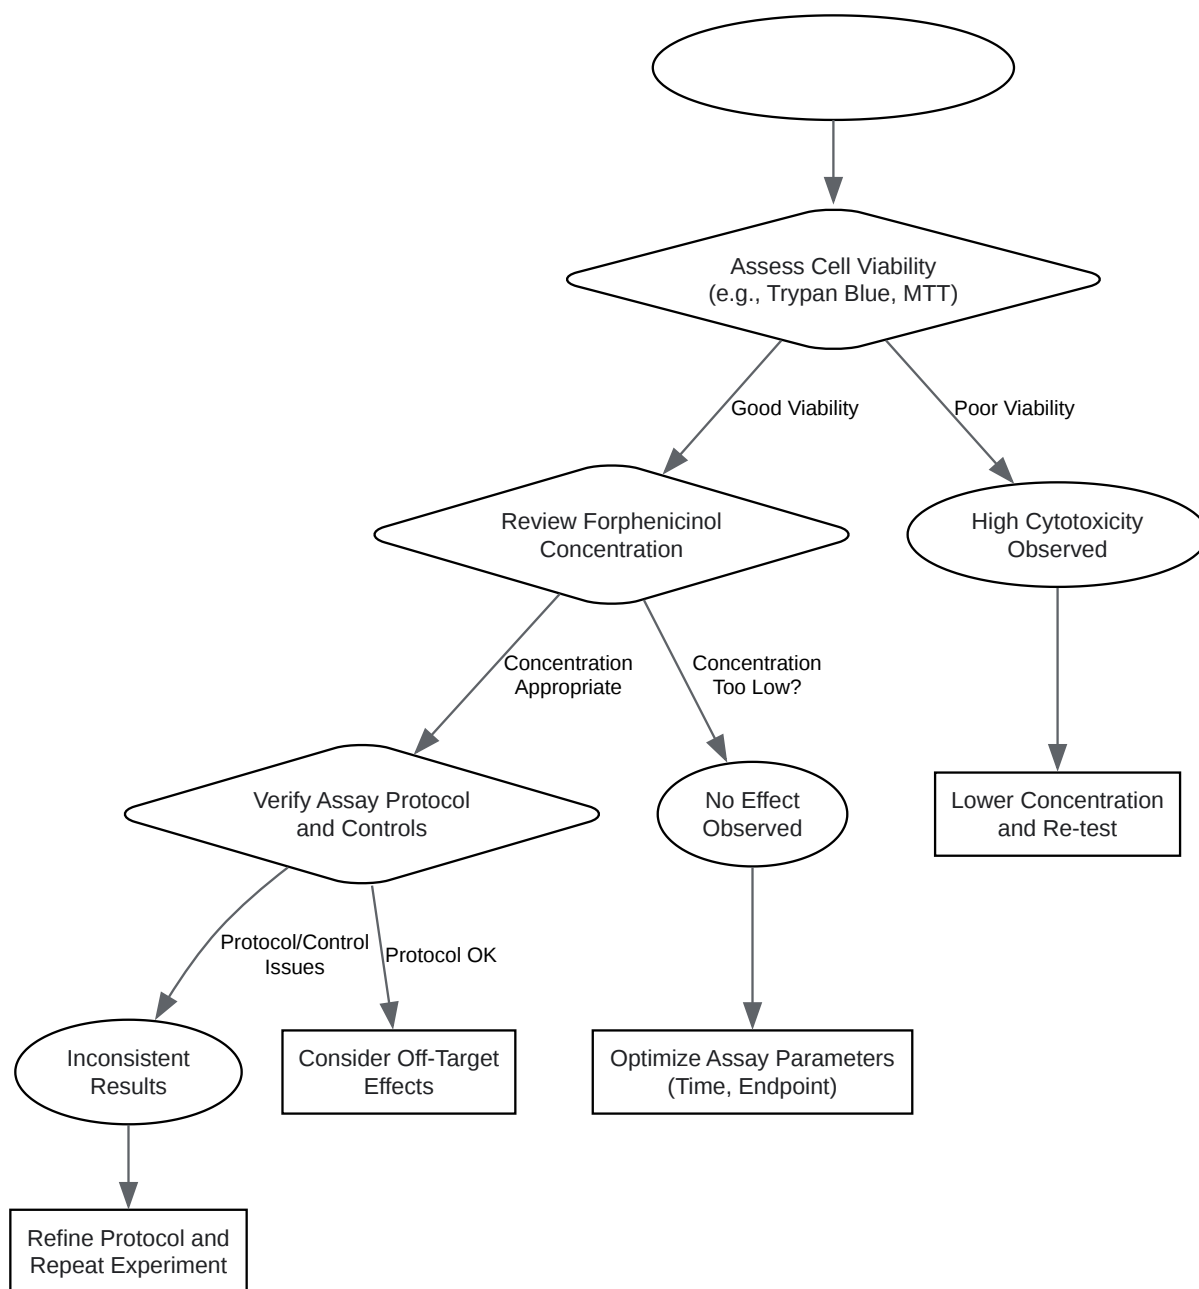 Assess Cell Viability
(e.g., Trypan Blue, MTT)
Good Viability
Poor Viability
Review Forphenicinol
Concentration
High Cytotoxicity
Observed
Concentration
Appropriate
Concentration
Too Low?
Verify Assay Protocol
and Controls
No Effect
Observed
Lower Concentration
and Re-test
Protocol/Control
Issues
Protocol OK
Inconsistent
Results
Consider Off-Target
Effects
Optimize Assay Parameters
(Time, Endpoint)
Refine Protocol and
Repeat Experiment